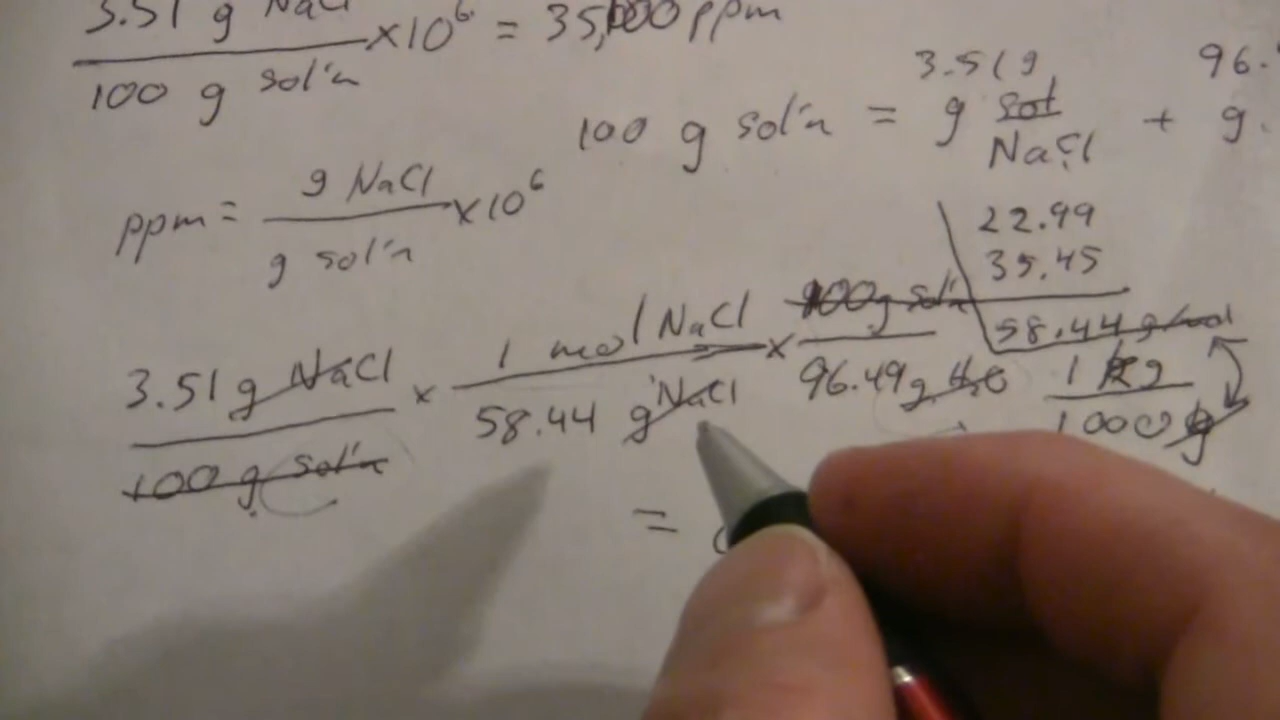 3.51 g NaCl
100 g sol'n
×10⁶ = 35,100 ppm
3.51 g
96.
100 g sol'n = g sol + g
NaCl
ppm = g NaCl
g sol'n
×10⁶
22.99
35.45
58.44 g/mol
3.51 g NaCl
100 g sol'n
× 1 mol NaCl
58.44 g NaCl
× 100 g sol'n
96.49 g H₂O
1 kg
1000 g
=